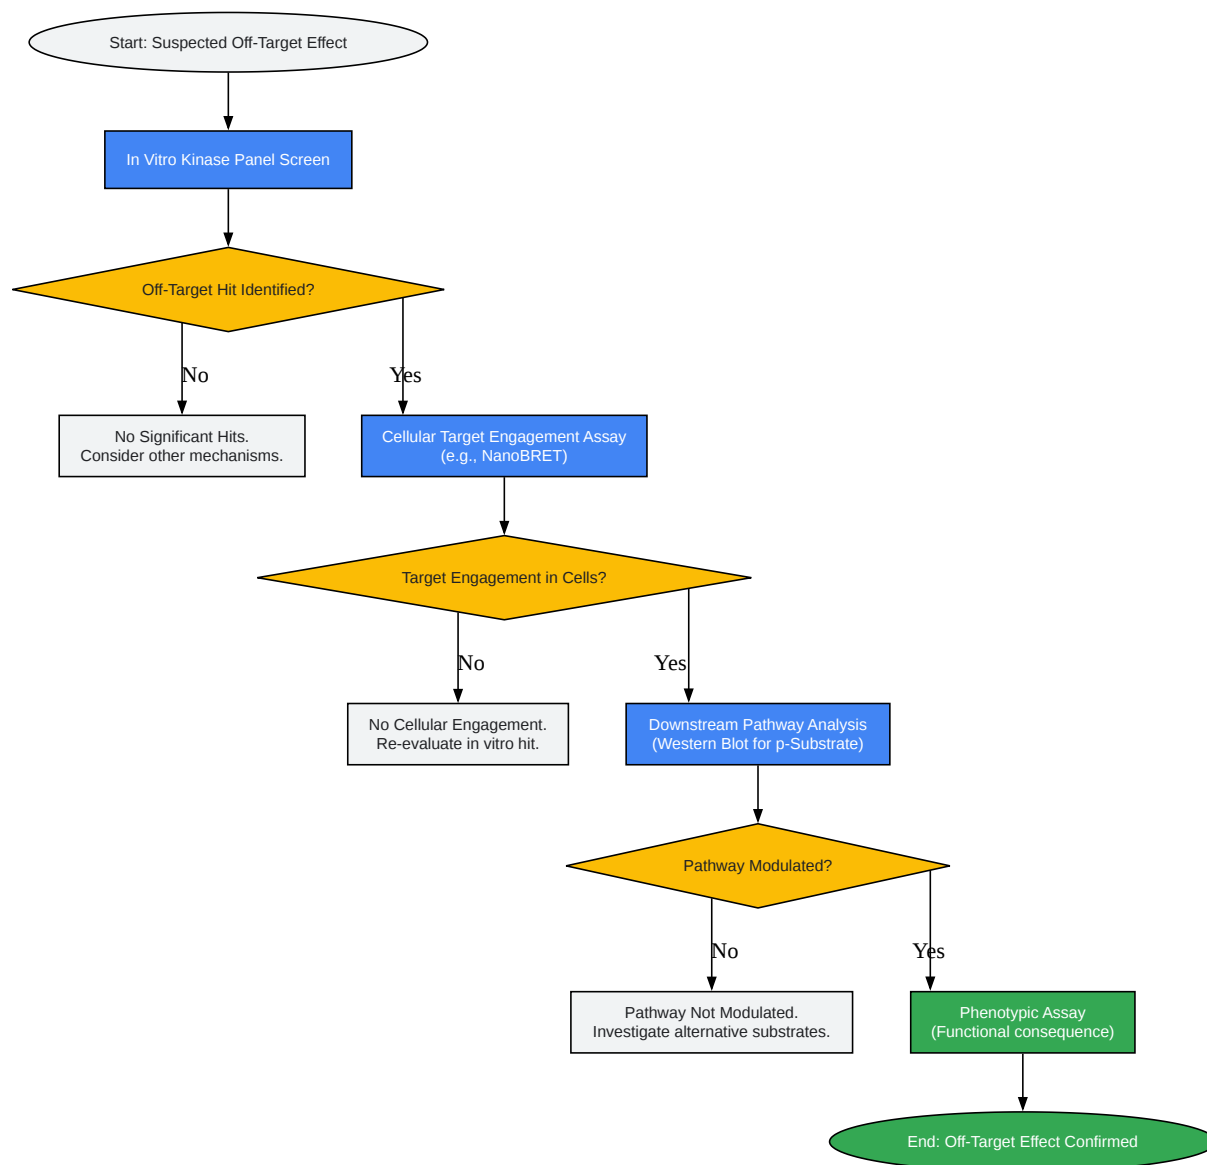 Start: Suspected Off-Target Effect
In Vitro Kinase Panel Screen
Off-Target Hit Identified?
No
Yes
No Significant Hits.
Consider other mechanisms.
Cellular Target Engagement Assay
(e.g., NanoBRET)
Target Engagement in Cells?
No
Yes
No Cellular Engagement.
Re-evaluate in vitro hit.
Downstream Pathway Analysis
(Western Blot for p-Substrate)
Pathway Modulated?
No
Yes
Pathway Not Modulated.
Investigate alternative substrates.
Phenotypic Assay
(Functional consequence)
End: Off-Target Effect Confirmed